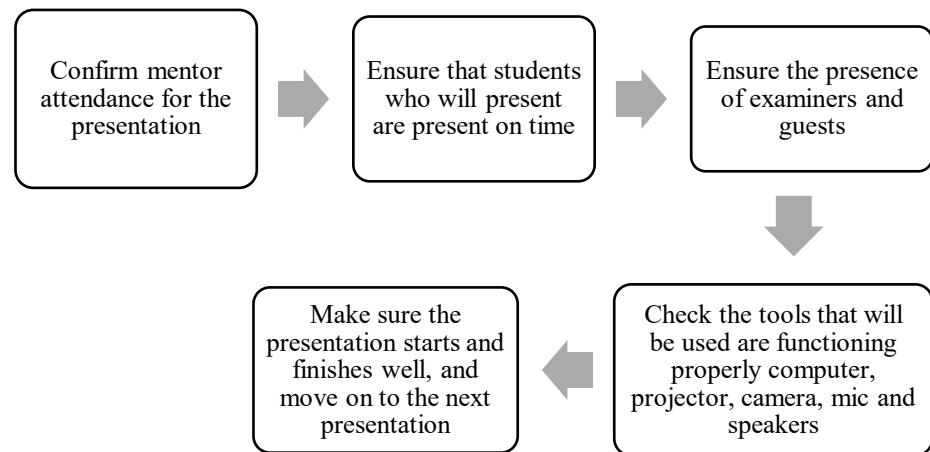 Confirm mentor
attendance for the
presentation
Ensure that students
who will present
are present on time
Ensure the presence
of examiners and
guests
Check the tools that will
be used are functioning
properly computer,
projector, camera, mic and
speakers
Make sure the
presentation starts and
finishes well, and
move on to the next
presentation